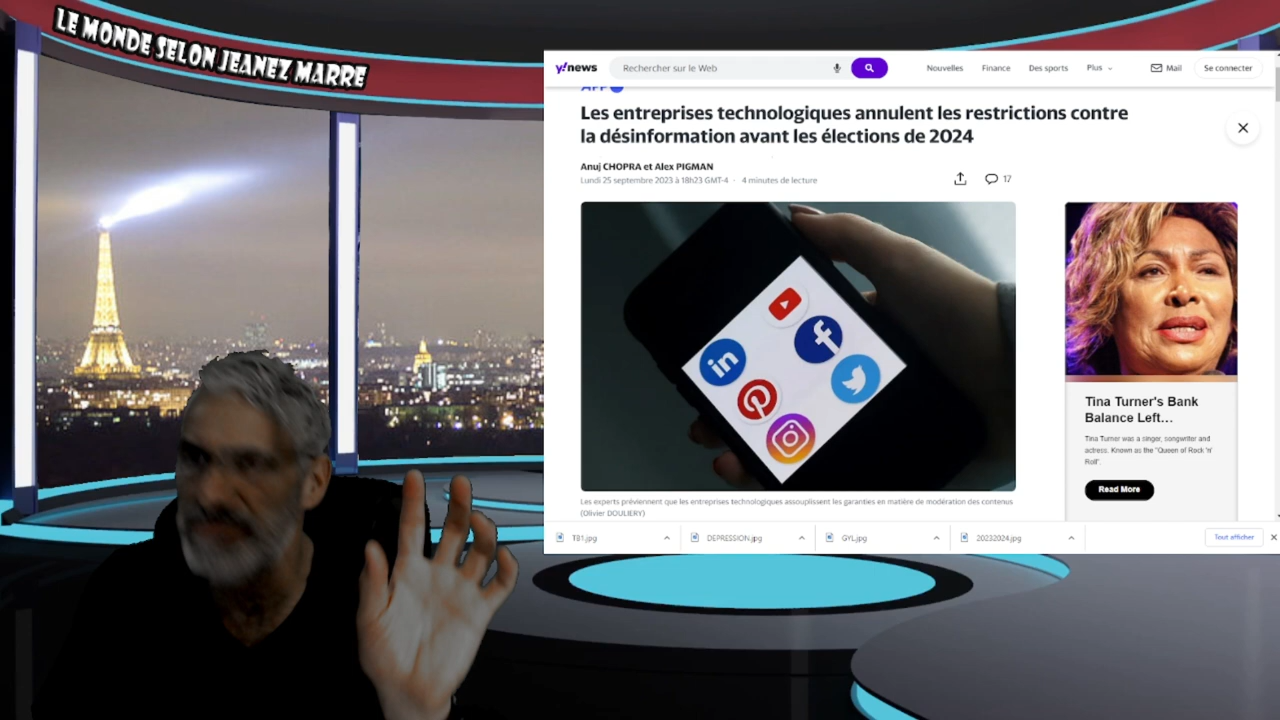 LE MONDE SELON JEANEZ MARRE
y!news
Rechercher sur le Web
Nouvelles
Finance
Des sports
Plus
Mail
Se connecter
Les entreprises technologiques annulent les restrictions contre
la désinformation avant les élections de 2024
Anuj CHOPRA et Alex PIGMAN
Lundi 25 septembre 2023 à 18h23 GMT-4 · 4 minutes de lecture
17
in
f
Les experts préviennent que les entreprises technologiques assouplissent les garanties en matière de modération des contenus
(Olivier DOULIERY)
Tina Turner's Bank
Balance Left...
Tina Turner was a singer, songwriter and
actress. Known as the "Queen of Rock 'n'
Roll".
Read More
TB1.jpg
DEPRESSION.jpg
GYL.jpg
20232024.jpg
Tout afficher